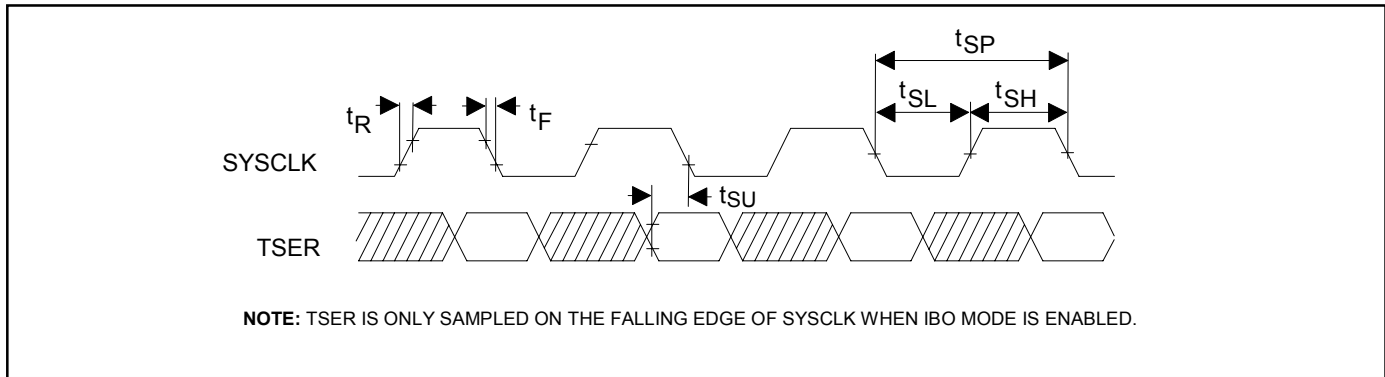 tSP
tSL tSH
tR tF
SYSCLK
tSU
TSER
NOTE: TSER IS ONLY SAMPLED ON THE FALLING EDGE OF SYSCLK WHEN IBO MODE IS ENABLED.